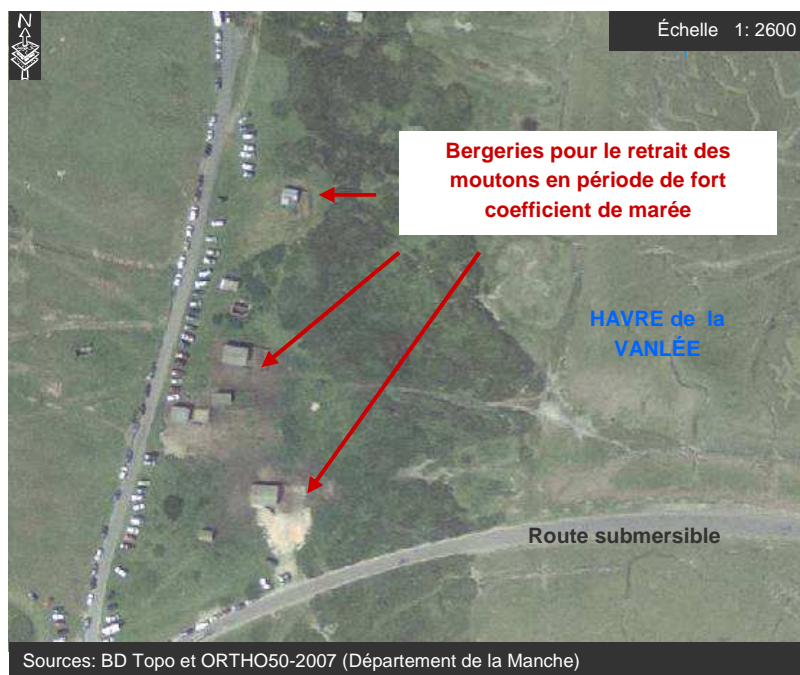 N
Échelle 1: 2600
Bergeries pour le retrait des
moutons en période de fort
coefficient de marée
HAVRE de la
VANLÉE
Route submersible
Sources: BD Topo et ORTHO50-2007 (Département de la Manche)